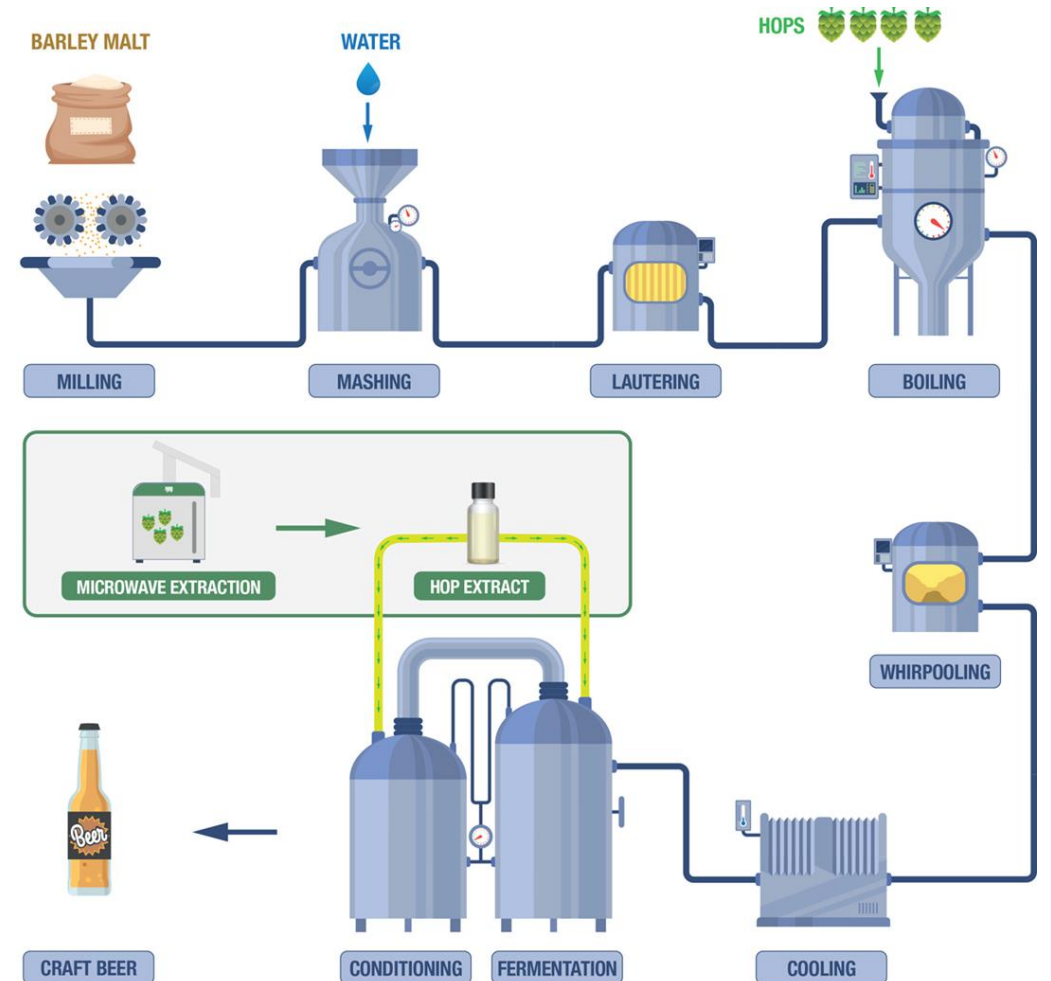 BARLEY MALT
WATER
HOPS
MILLING
MASHING
LAUTERING
BOILING
MICROWAVE EXTRACTION
HOP EXTRACT
WHIRPOOLING
Beer
CRAFT BEER
CONDITIONING
FERMENTATION
COOLING